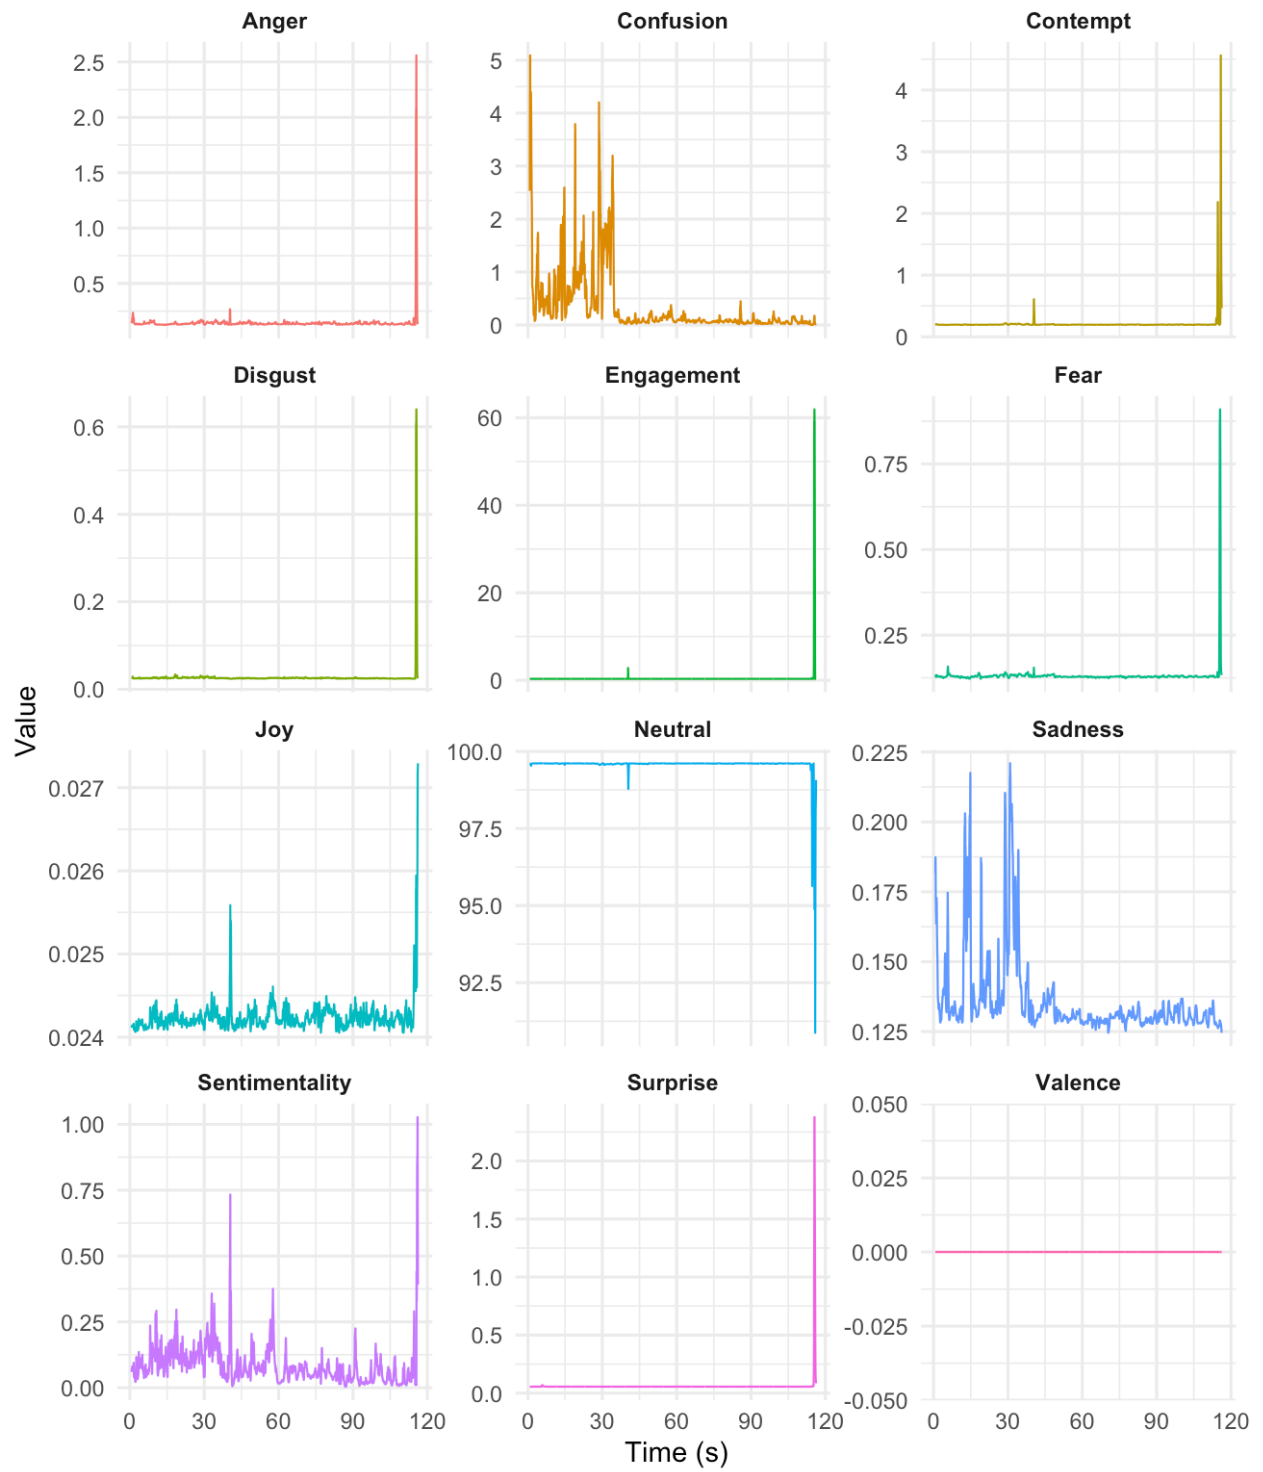 Anger Confusion Contempt
2.5 5 4
2.0 4 3
1.5 3 2
1.0 2 1
0.5 1 0
0
Disgust Engagement Fear
0.6 60 0.75
0.4 40 0.50
0.2 20 0.25
0.0 0
Value
Joy Neutral Sadness
0.027 100.0 0.225
0.026 97.5 0.200
0.025 95.0 0.175
0.024 92.5 0.150
0.125
Sentimentality Surprise Valence
1.00 2.0 0.050
0.75 1.5 0.025
0.50 1.0 0.000
0.25 0.5 -0.025
0.00 0.0 -0.050
0 30 60 90 120 0 30 60 90 120 0 30 60 90 120
Time (s)